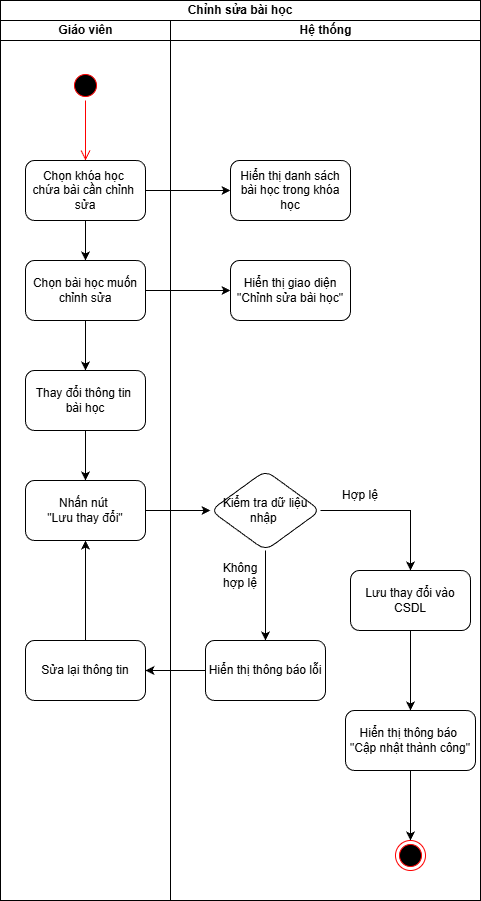 Chỉnh sửa bài học
Giáo viên
Hệ thống
Chọn khóa học
chứa bài cần chỉnh
sửa
Hiển thị danh sách
bài học trong khóa
học
Chọn bài học muốn
chỉnh sửa
Hiển thị giao diện
"Chỉnh sửa bài học"
Thay đổi thông tin
bài học
Nhấn nút
"Lưu thay đổi"
Kiểm tra dữ liệu
nhập
Hợp lệ
Không
hợp lệ
Lưu thay đổi vào
CSDL
Sửa lại thông tin
Hiển thị thông báo lỗi
Hiển thị thông báo
"Cập nhật thành công"